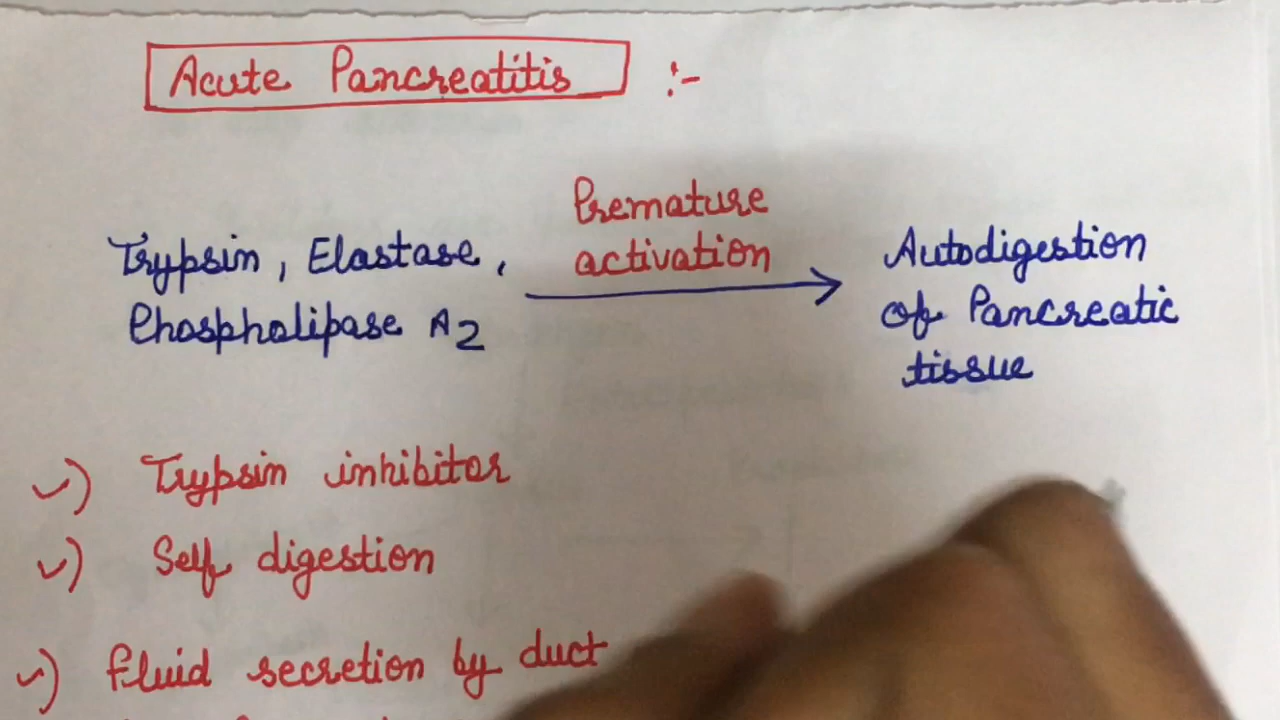 Acute Pancreatitis :-
Premature
activation
Trypsin, Elastase,
Phospholipase A2
Autodigestion
of Pancreatic
tissue
✓) Trypsin inhibitor
✓) Self digestion
✓) fluid secretion by duct